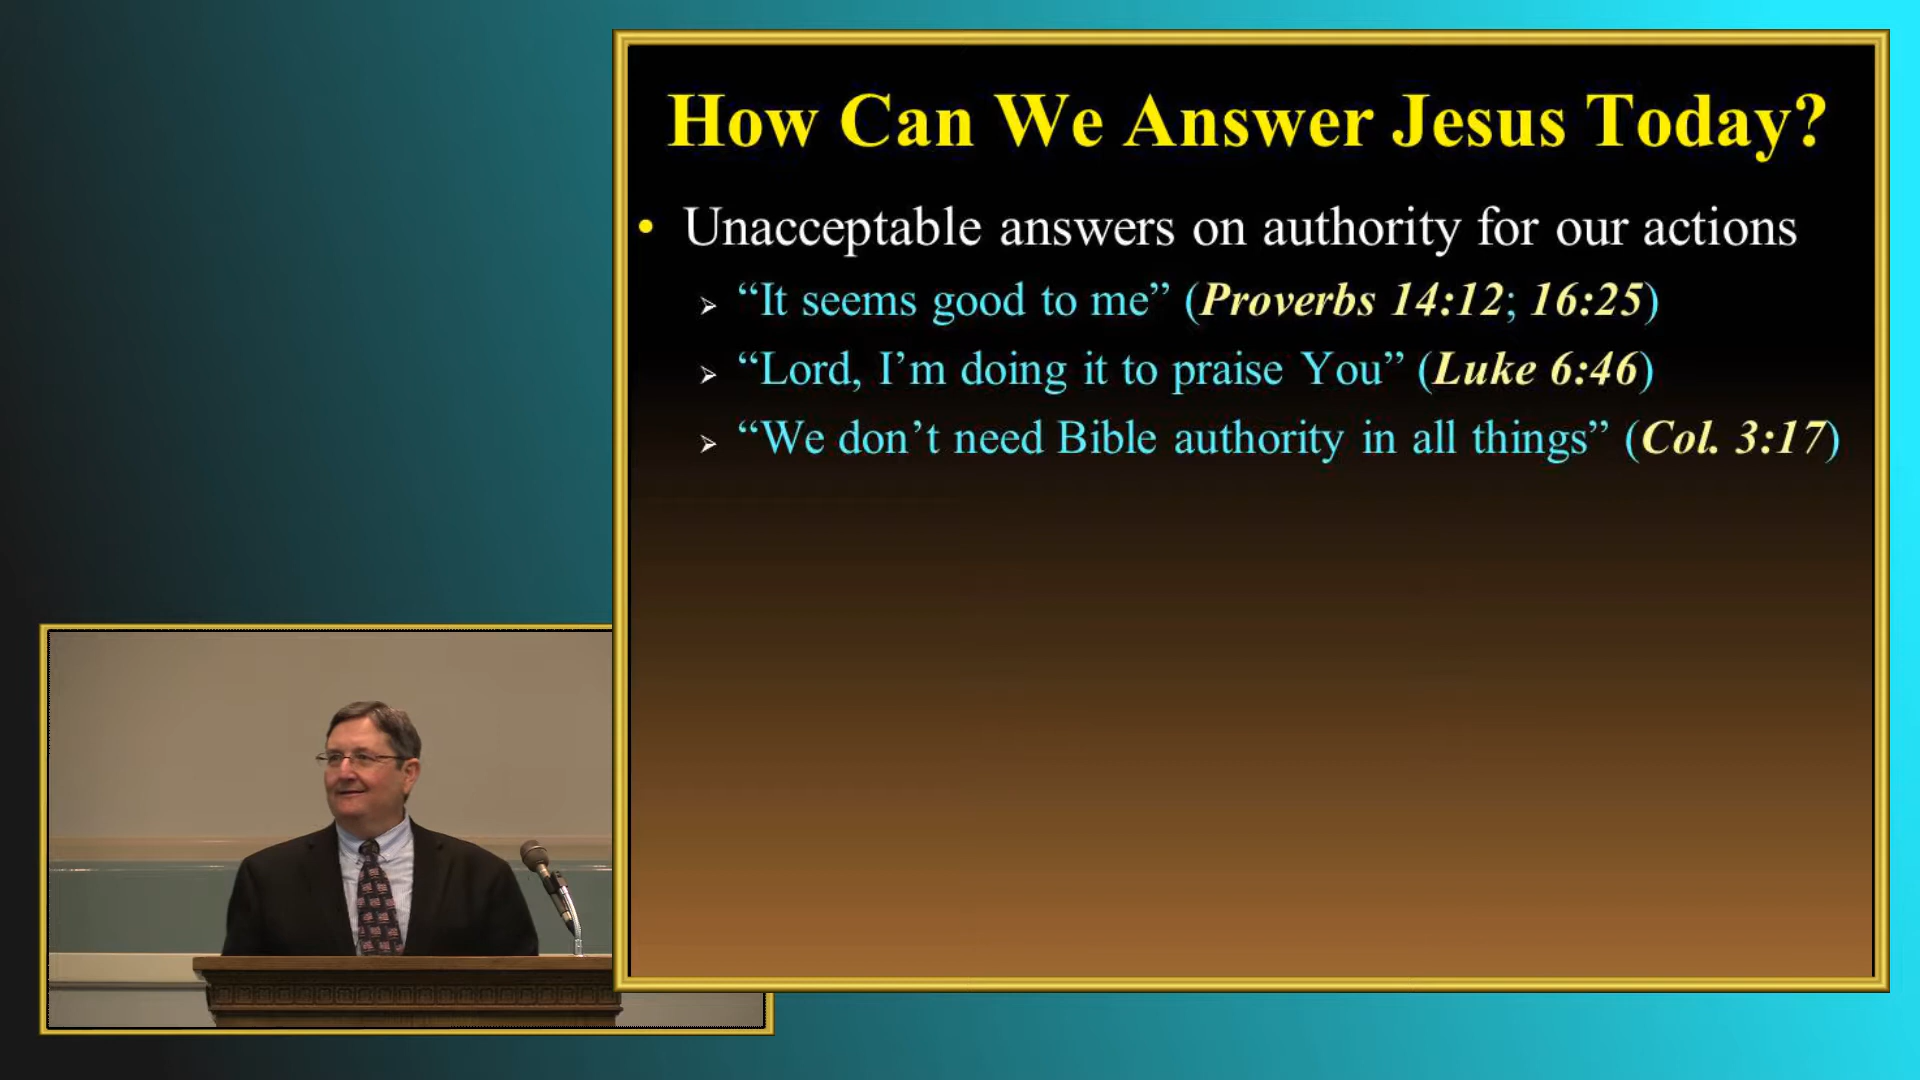 How Can We Answer Jesus Today?
• Unacceptable answers on authority for our actions
➢ “It seems good to me” (Proverbs 14:12; 16:25)
➢ “Lord, I’m doing it to praise You” (Luke 6:46)
➢ “We don’t need Bible authority in all things” (Col. 3:17)